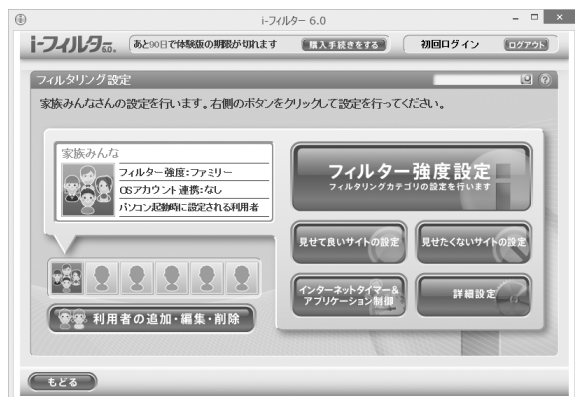 i-フィルター 6.0
i-フィルター6.0. あと90日で体験版の期限が切れます 購入手続きをする 初回ログイン ログアウト
フィルタリング設定
家族みんなさんの設定を行います。右側のボタンをクリックして設定を行ってください。
家族みんな
フィルター強度:ファミリー
OSアカウント連携:なし
パソコン起動時に設定される利用者
利用者の追加・編集・削除
フィルター強度設定
フィルタリングカテゴリの設定を行います
見せて良いサイトの設定
見せたくないサイトの設定
インターネットタイマー&
アプリケーション制御
詳細設定
もどる